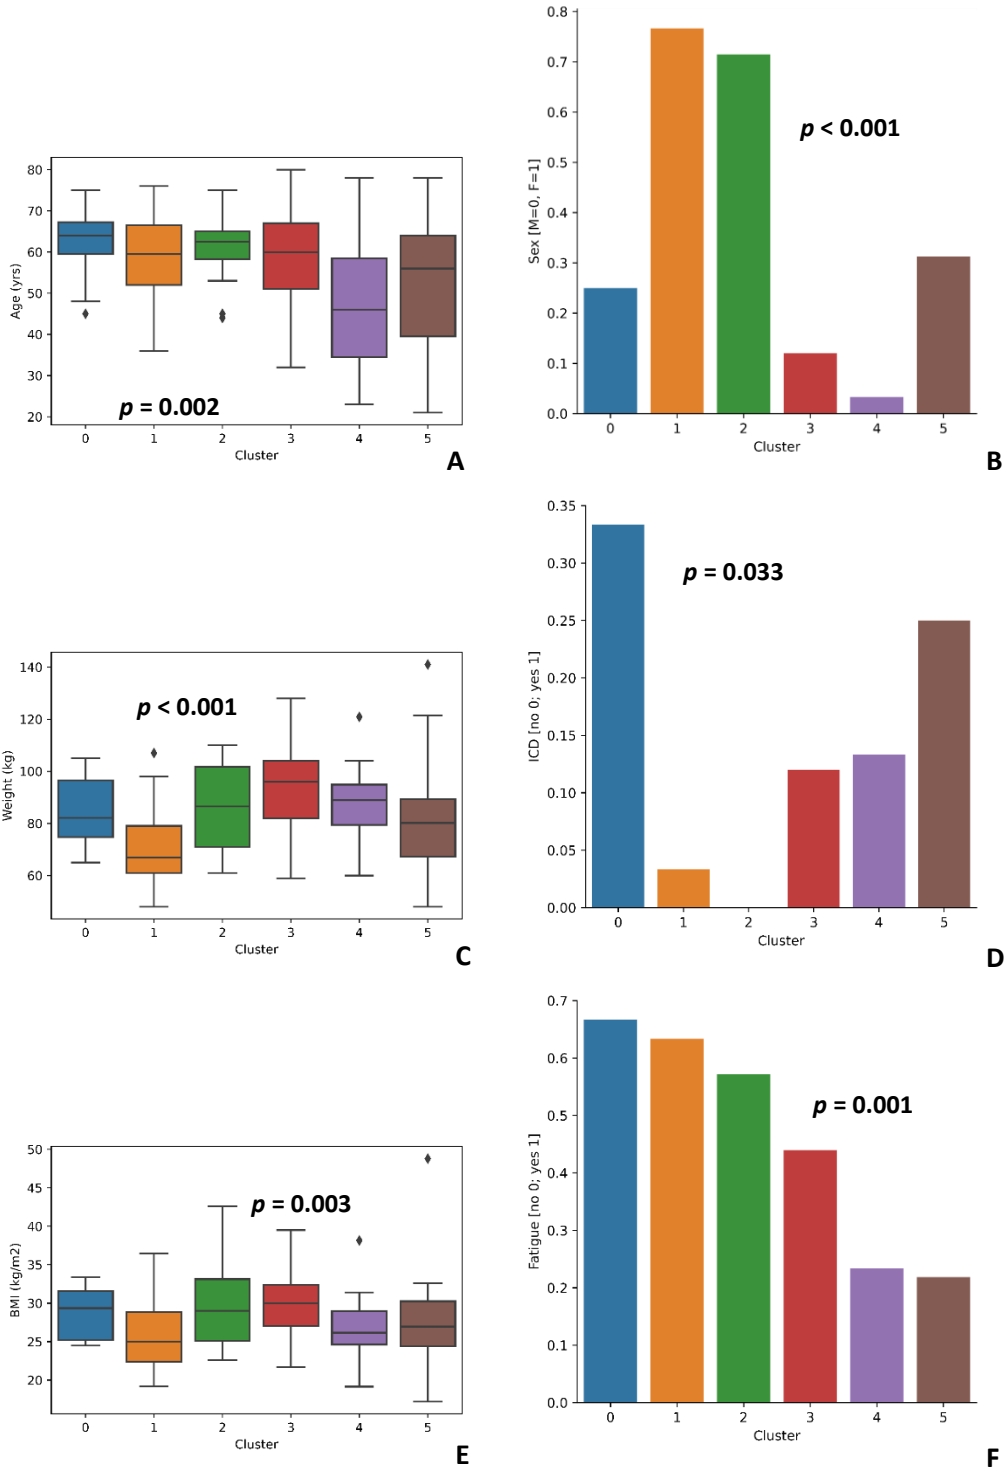 80
70
60
50
40
30
20
Age (yrs)
p = 0.002
0 1 2 3 4 5
Cluster
A
0.8
0.7
0.6
0.5
0.4
0.3
0.2
0.1
0.0
Sex [M=0, F=1]
p < 0.001
0 1 2 3 4 5
Cluster
B
140
120
100
80
60
Weight (kg)
p < 0.001
0 1 2 3 4 5
Cluster
C
0.35
0.30
0.25
0.20
0.15
0.10
0.05
0.00
ICD [no 0; yes 1]
p = 0.033
0 1 2 3 4 5
Cluster
D
50
45
40
35
30
25
20
BMI (kg/m2)
p = 0.003
0 1 2 3 4 5
Cluster
E
0.7
0.6
0.5
0.4
0.3
0.2
0.1
0.0
Fatigue [no 0; yes 1]
p = 0.001
0 1 2 3 4 5
Cluster
F